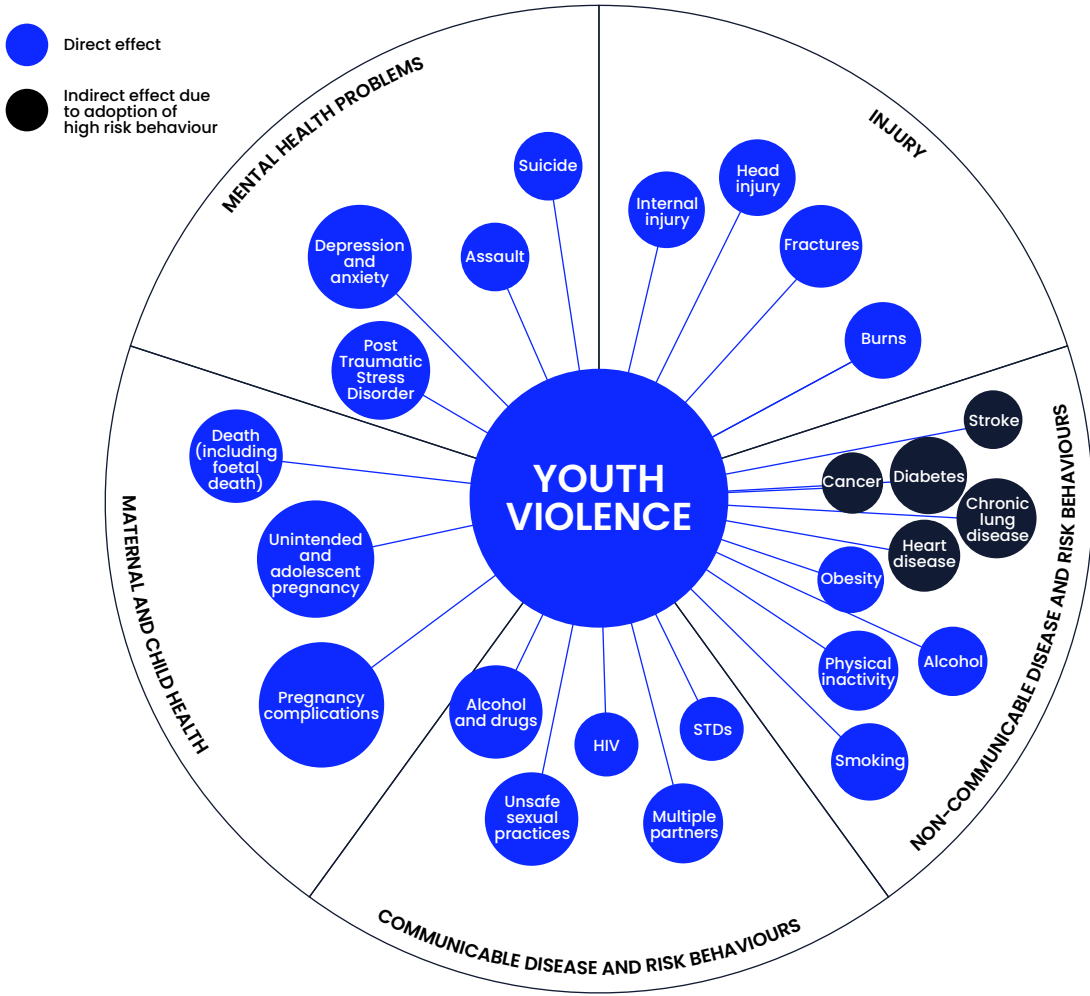 Direct effect
Indirect effect due
to adoption of
high risk behaviour
MENTAL HEALTH PROBLEMS
Suicide
Assault
Depression
and
anxiety
Post
Traumatic
Stress
Disorder
INJURY
Internal
injury
Head
injury
Fractures
Burns
YOUTH
VIOLENCE
NON-COMMUNICABLE DISEASE AND RISK BEHAVIOURS
Stroke
Cancer
Diabetes
Chronic
lung
disease
Heart
disease
Obesity
Alcohol
Physical
inactivity
Smoking
COMMUNICABLE DISEASE AND RISK BEHAVIOURS
STDs
Multiple
partners
HIV
Unsafe
sexual
practices
Alcohol
and drugs
MATERNAL AND CHILD HEALTH
Death
(including
foetal
death)
Unintended
and
adolescent
pregnancy
Pregnancy
complications